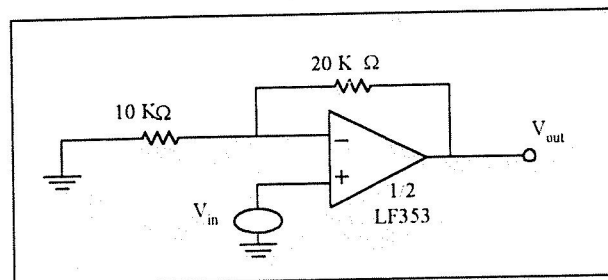 20 K Ω
10 KΩ
V_out
−
+
1/2
LF353
V_in